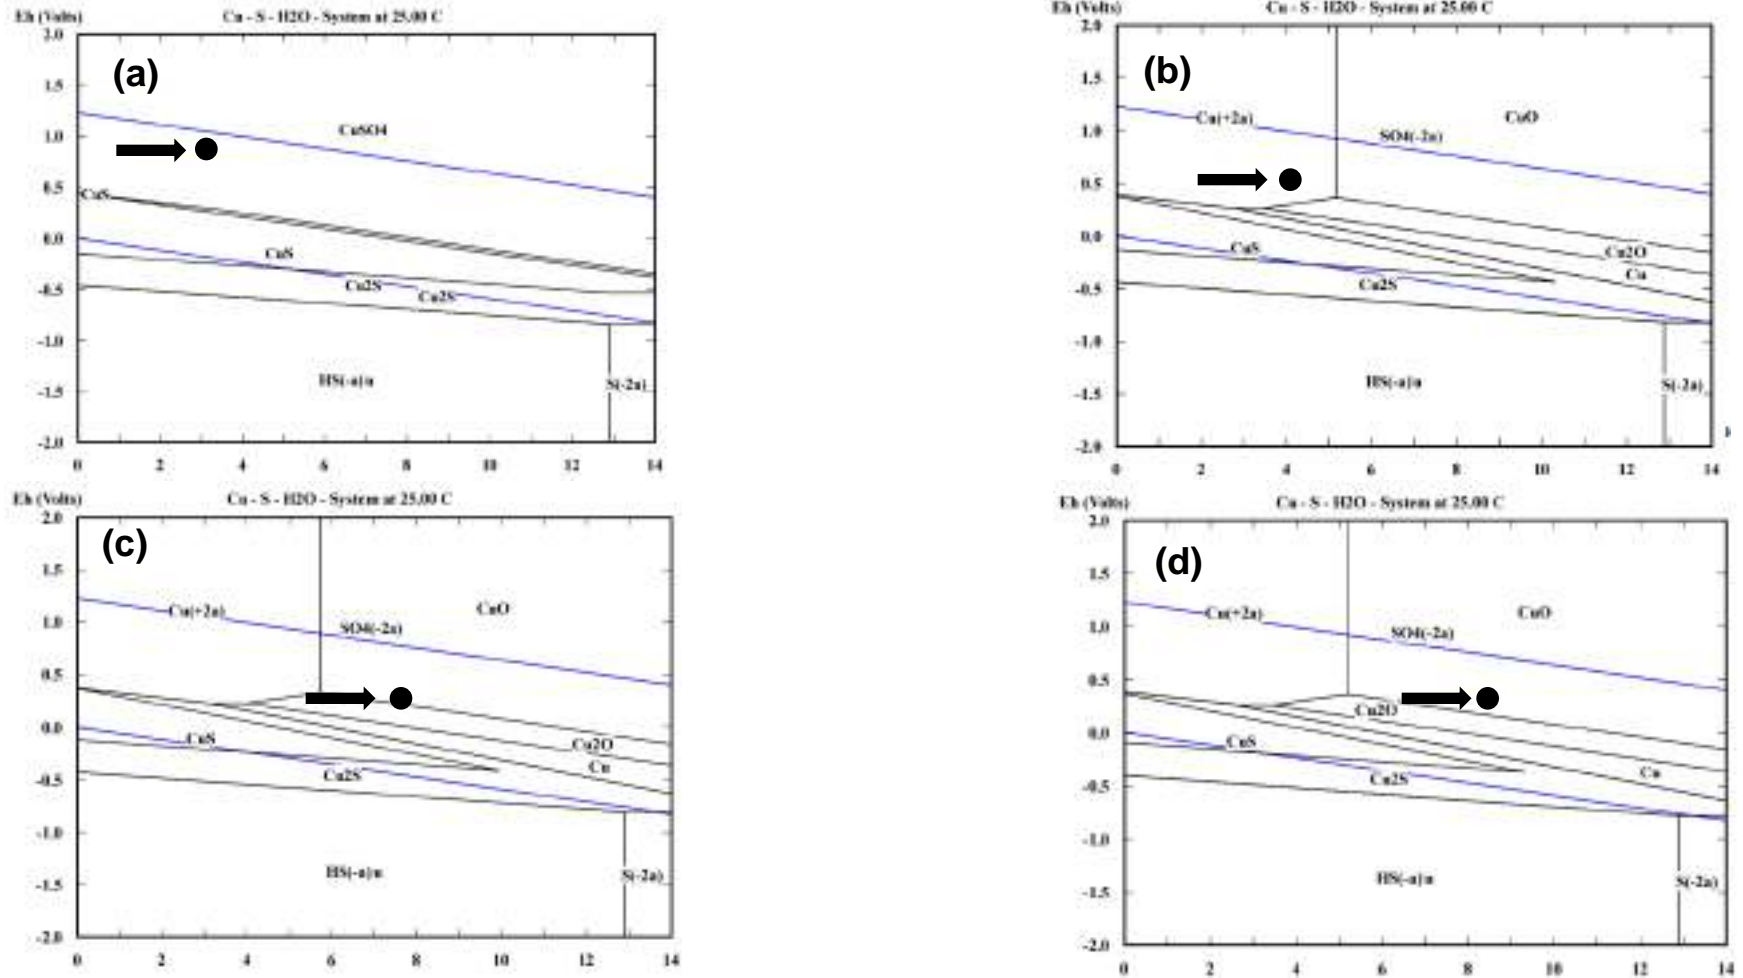 Eh (Volts) Cu - S - H2O - System at 25.00 C
2.0
(a)
1.5
CuSO4
1.0
0.5
CuS
0.0
CuS
Cu2S
-0.5
Cu2S
-1.0
HS(-a)n
S(-2a)
-1.5
-2.0
0 2 4 6 8 10 12 14
Eh (Volts) Cu - S - H2O - System at 25.00 C
2.0
(b)
1.5
Cu(+2a)
CuO
1.0
SO4(-2a)
0.5
0.0
CuS
Cu2O
Cu
-0.5
Cu2S
-1.0
HS(-a)n
S(-2a)
-1.5
-2.0
0 2 4 6 8 10 12 14
Eh (Volts) Cu - S - H2O - System at 25.00 C
2.0
(c)
1.5
Cu(+2a)
CuO
1.0
SO4(-2a)
0.5
0.0
CuS
Cu2O
Cu
-0.5
Cu2S
-1.0
HS(-a)n
S(-2a)
-1.5
-2.0
0 2 4 6 8 10 12 14
Eh (Volts) Cu - S - H2O - System at 25.00 C
2.0
(d)
1.5
Cu(+2a)
CuO
1.0
SO4(-2a)
0.5
Cu2O
0.0
CuS
Cu
-0.5
Cu2S
-1.0
HS(-a)n
S(-2a)
-1.5
-2.0
0 2 4 6 8 10 12 14